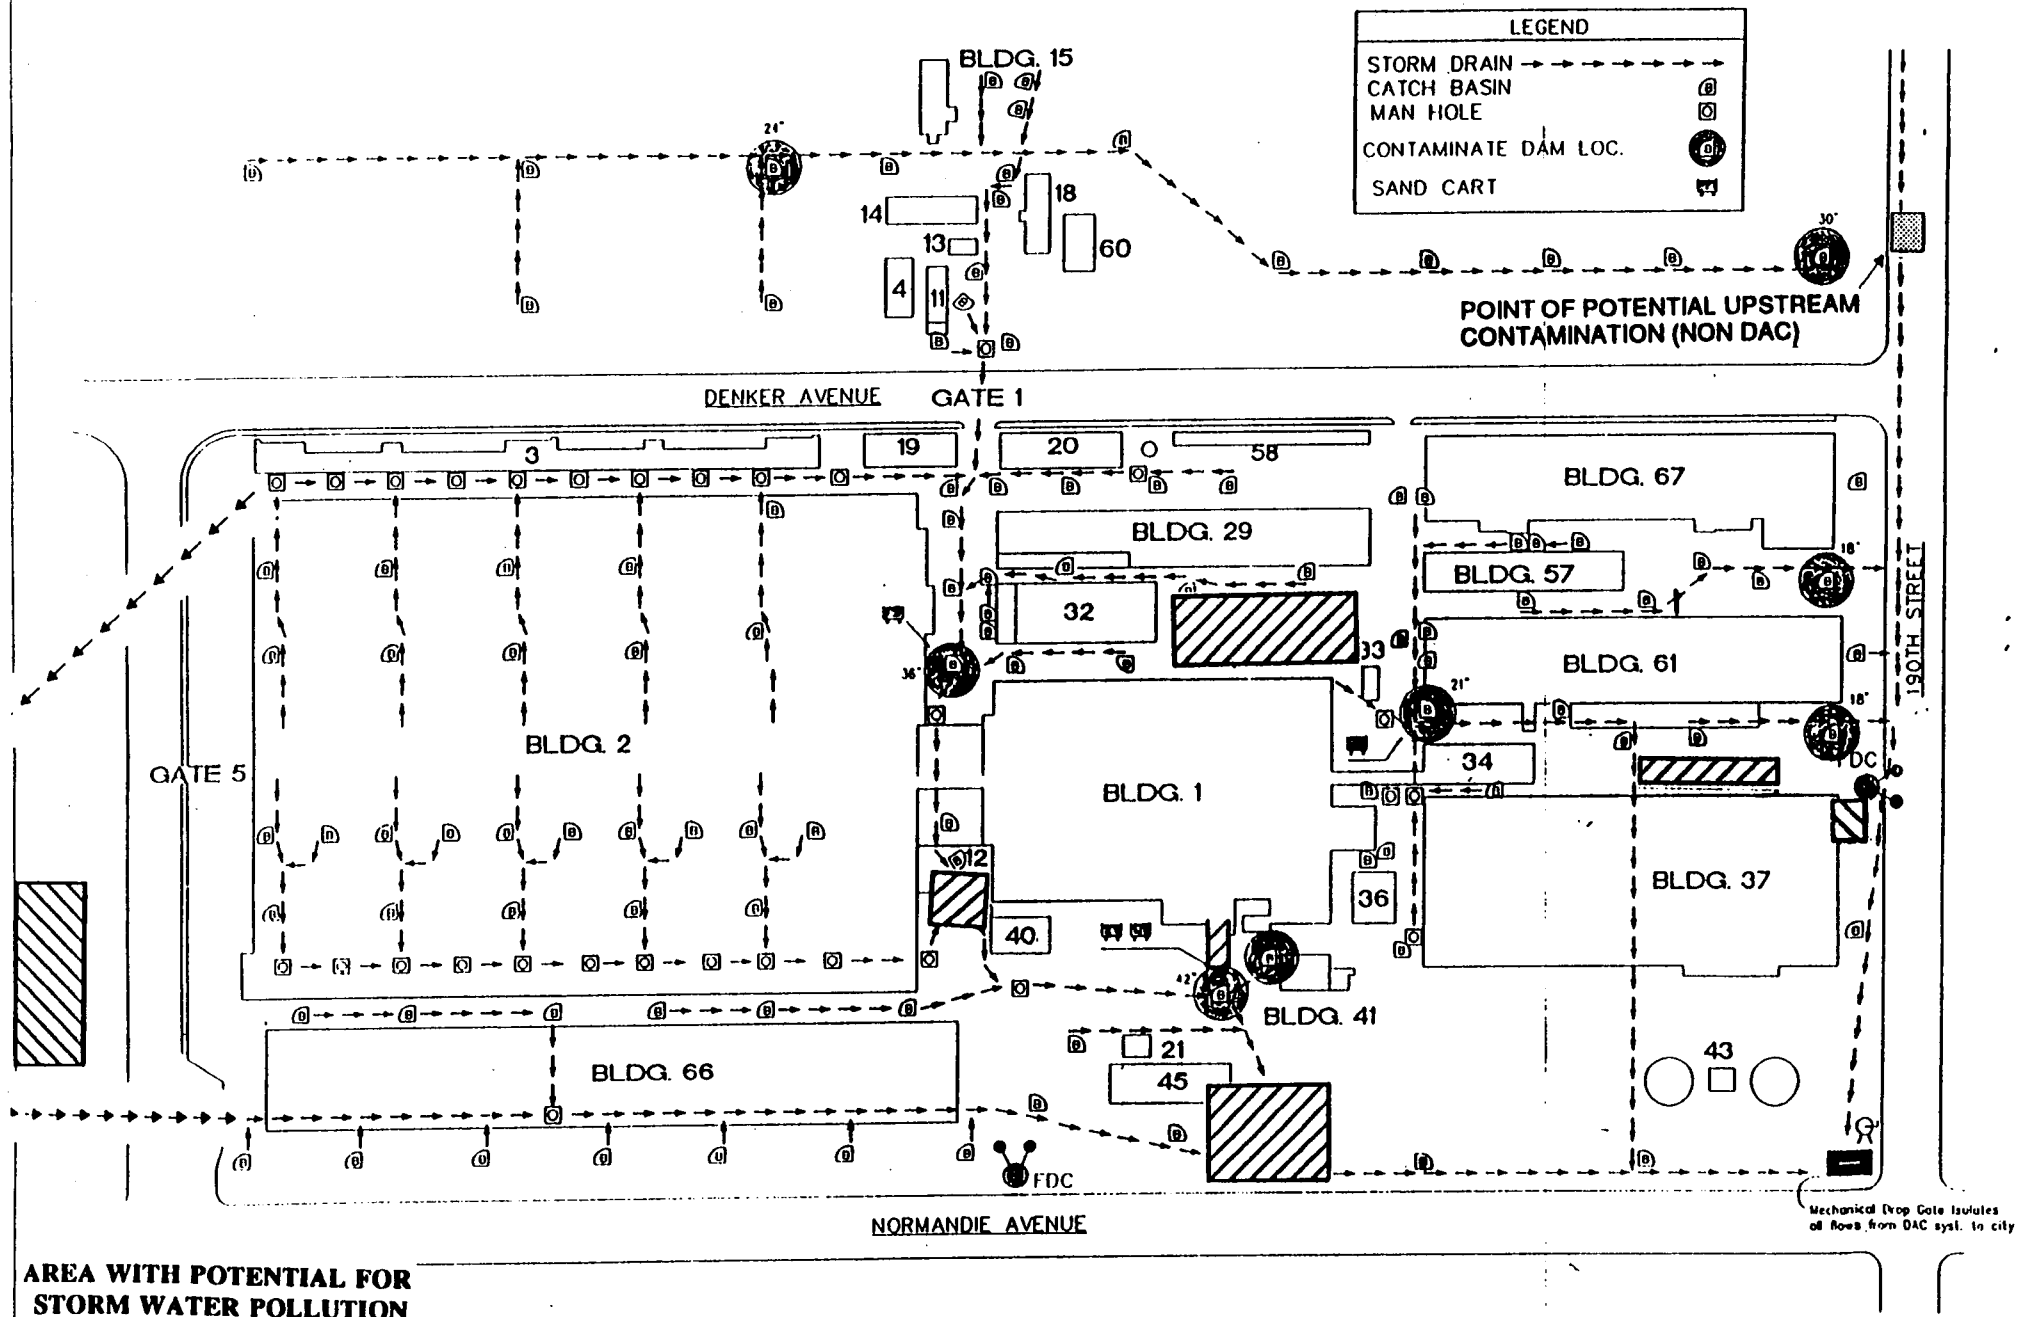 LEGEND
STORM DRAIN
CATCH BASIN
MAN HOLE
CONTAMINATE DAM LOC.
SAND CART
BLDG. 15
24"
14
18
13
60
4
11
30"
POINT OF POTENTIAL UPSTREAM
CONTAMINATION (NON DAC)
DENKER AVENUE
GATE 1
3
19
20
58
BLDG. 67
BLDG. 29
BLDG. 57
18"
190TH STREET
32
33
BLDG. 61
36"
21"
18"
BLDG. 2
GATE 5
34
DC
BLDG. 1
12
BLDG. 37
36
40
42"
BLDG. 41
21
43
BLDG. 66
45
FDC
Mechanical Drop Gate Isolates
all flows from DAC syst. to city
NORMANDIE AVENUE
AREA WITH POTENTIAL FOR
STORM WATER POLLUTION